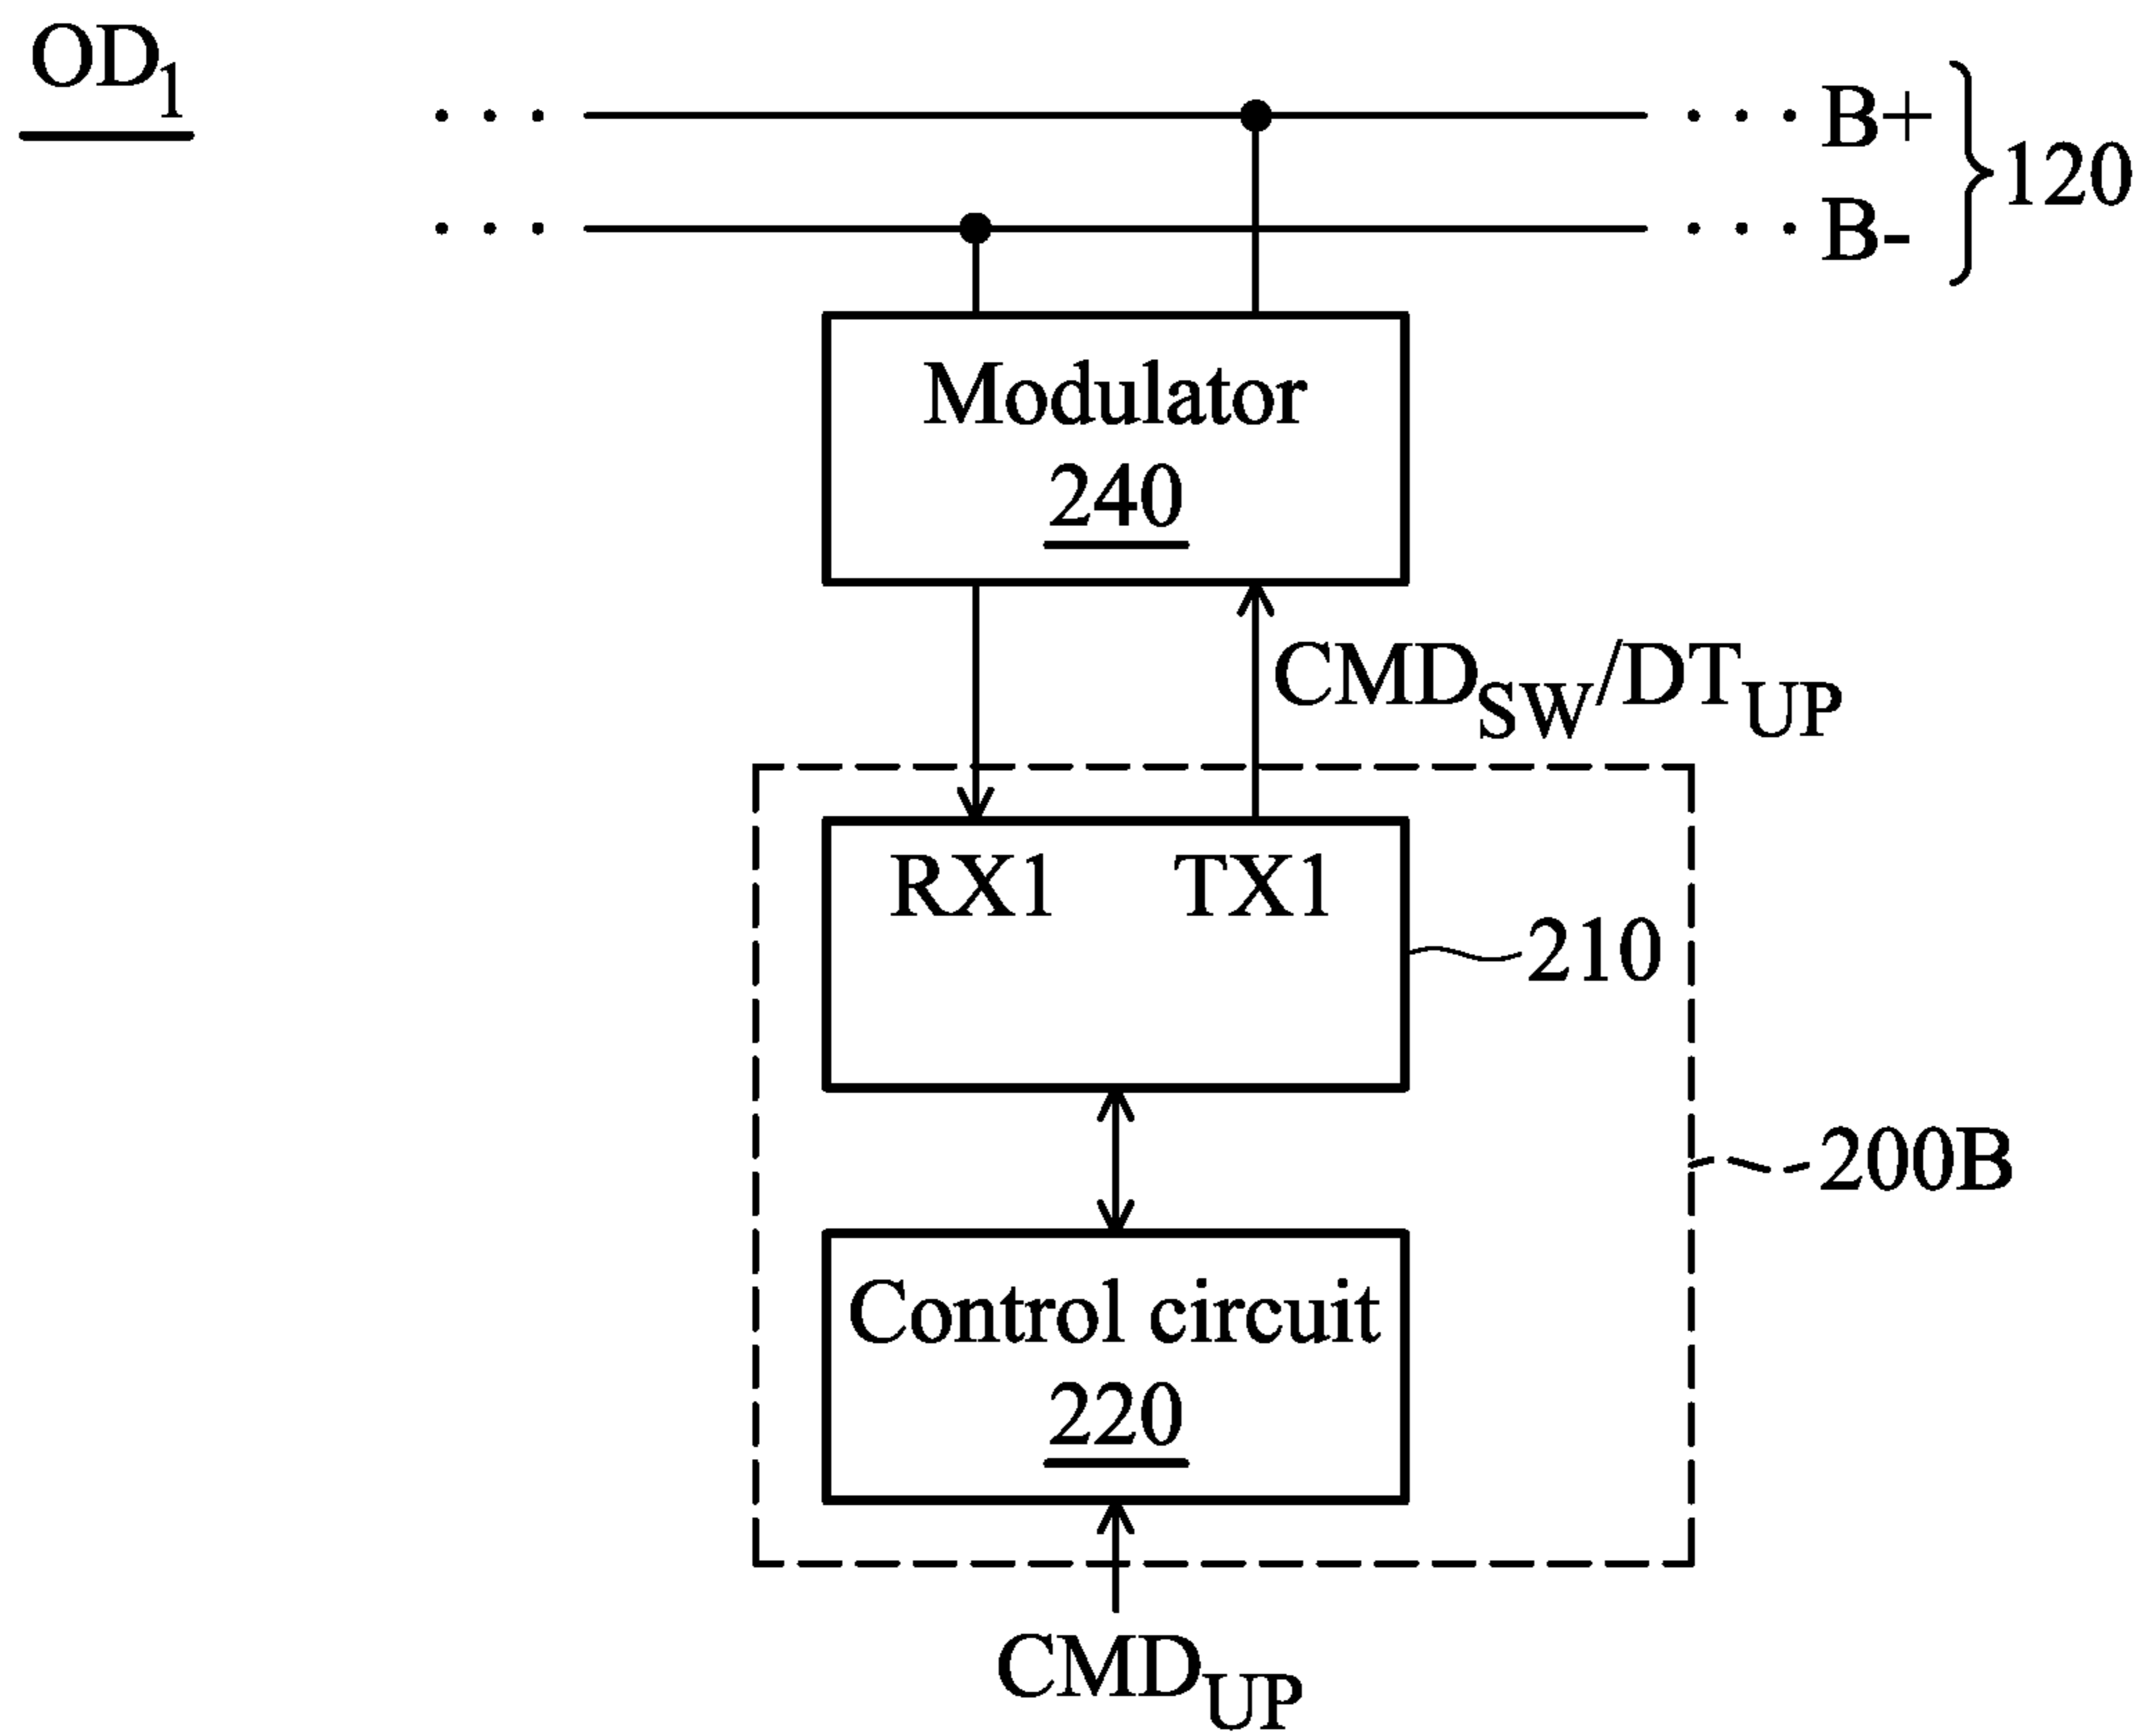 OD1
. . . . . . B+
. . . . . . B-
120
Modulator
240
CMDSW/DTUP
RX1 TX1
210
200B
Control circuit
220
CMDUP